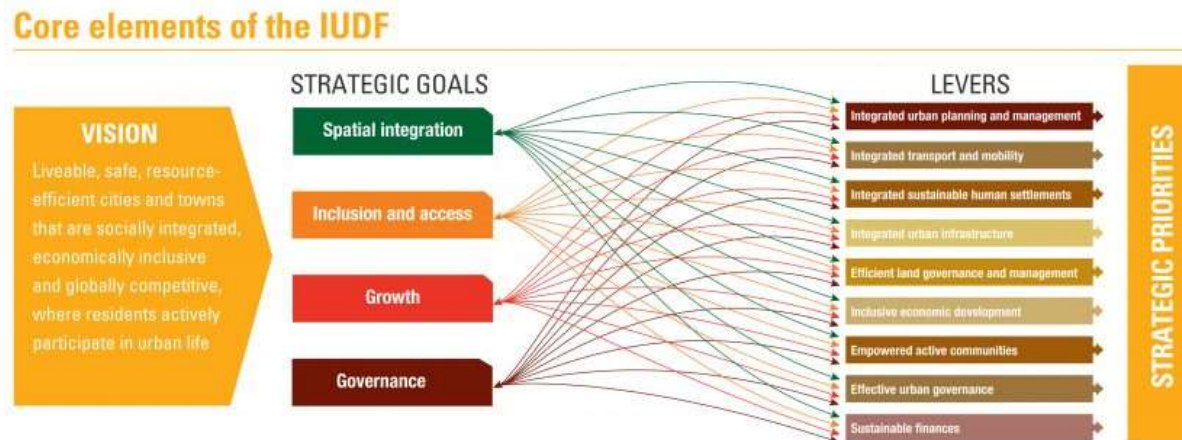 Core elements of the IUDF
VISION
Liveable, safe, resource-
efficient cities and towns
that are socially integrated,
economically inclusive
and globally competitive,
where residents actively
participate in urban life
STRATEGIC GOALS
Spatial integration
Inclusion and access
Growth
Governance
LEVERS
Integrated urban planning and management
Integrated transport and mobility
Integrated sustainable human settlements
Integrated urban infrastructure
Efficient land governance and management
Inclusive economic development
Empowered active communities
Effective urban governance
Sustainable finances
STRATEGIC PRIORITIES